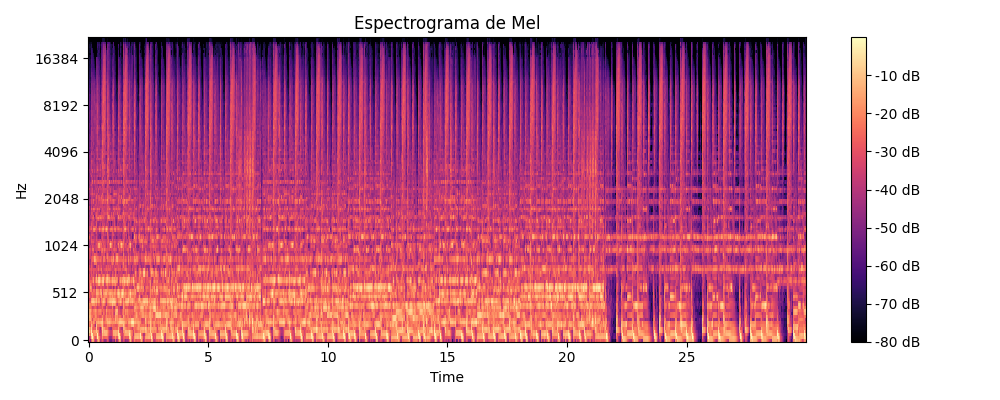 Espectrograma de Mel
Hz
16384
8192
4096
2048
1024
512
0
0 5 10 15 20 25
Time
-10 dB
-20 dB
-30 dB
-40 dB
-50 dB
-60 dB
-70 dB
-80 dB